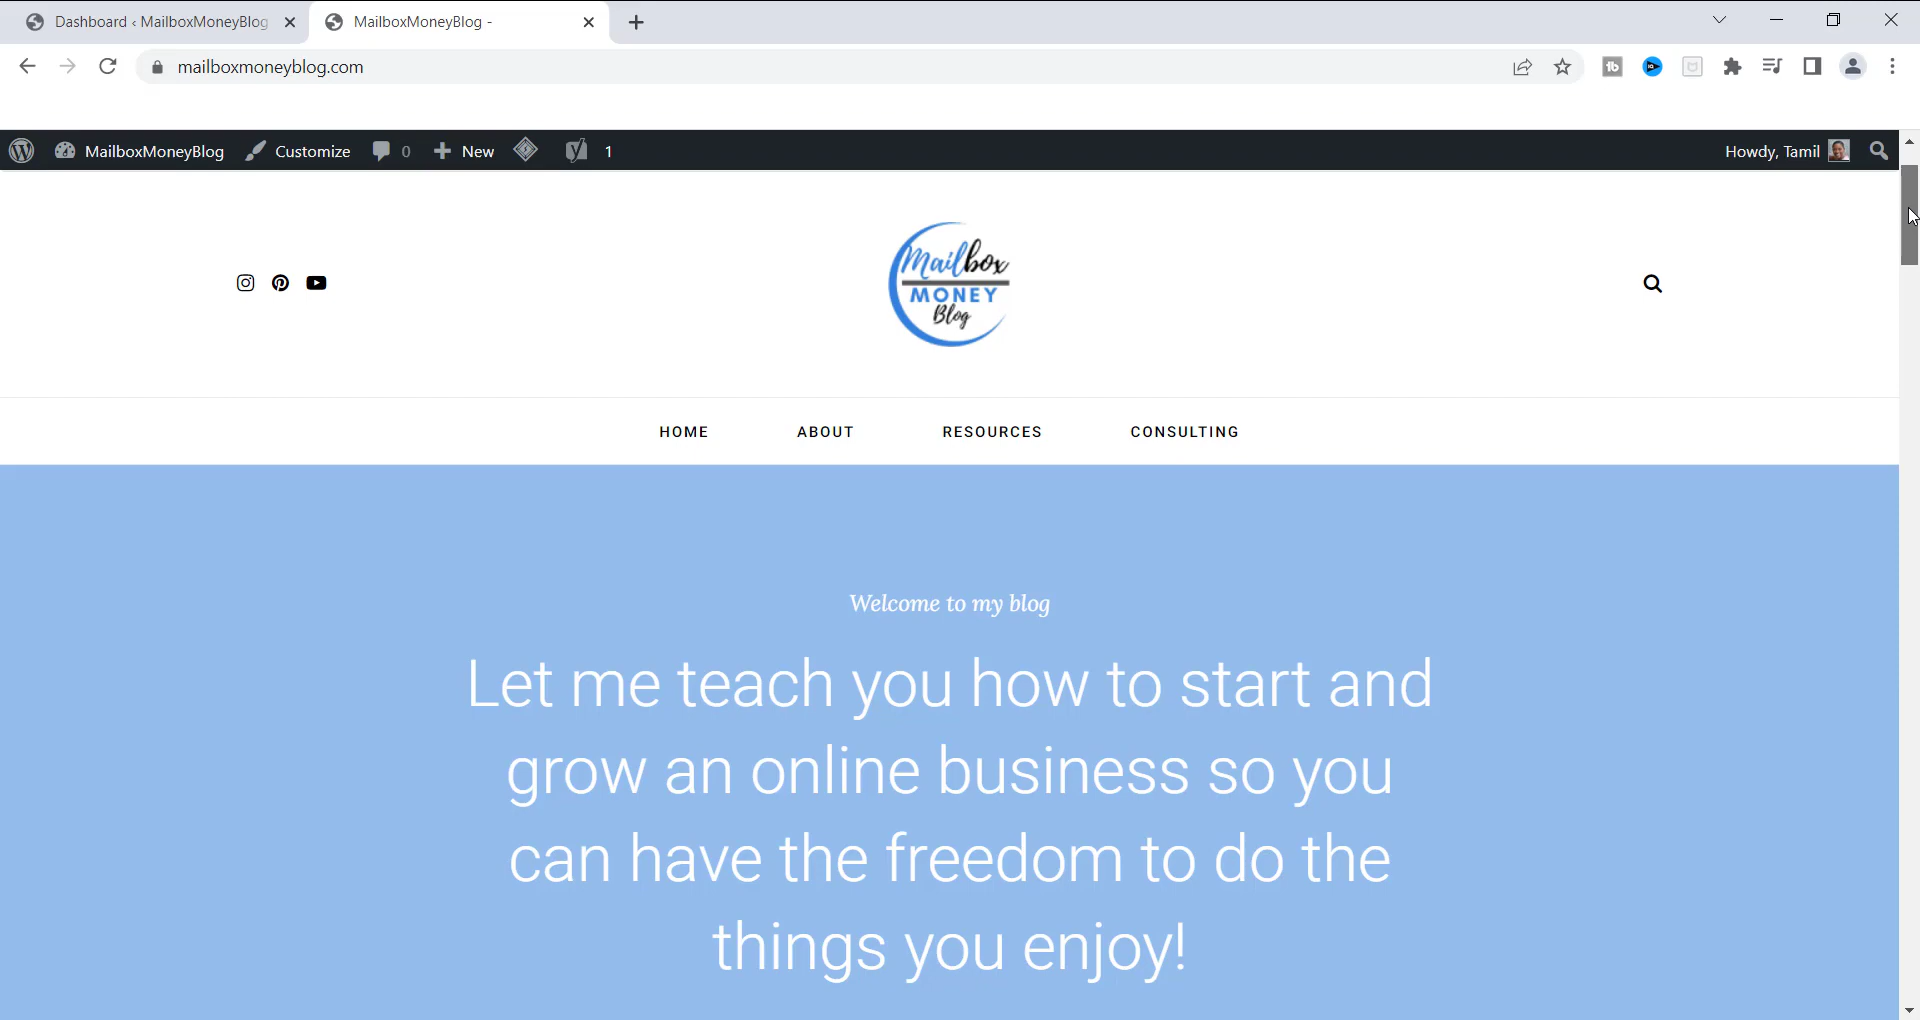 Dashboard ‹ MailboxMoneyBlog
MailboxMoneyBlog -
mailboxmoneyblog.com
MailboxMoneyBlog Customize 0 New 1 Howdy, Tamil
Mailbox
MONEY
Blog
HOME ABOUT RESOURCES CONSULTING
Welcome to my blog
Let me teach you how to start and
grow an online business so you
can have the freedom to do the
things you enjoy!